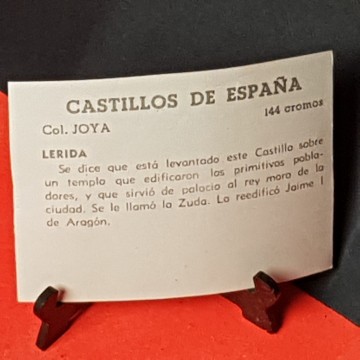 CASTILLOS DE ESPAÑA
Col. JOYA
144 cromos
LERIDA
Se dice que está levantado este Castillo sobre
un templo que edificaron los primitivos pobla-
dores, y que sirvió de palacio al rey moro de la
ciudad. Se le llamó la Zuda. Lo reedificó Jaime I
de Aragón.